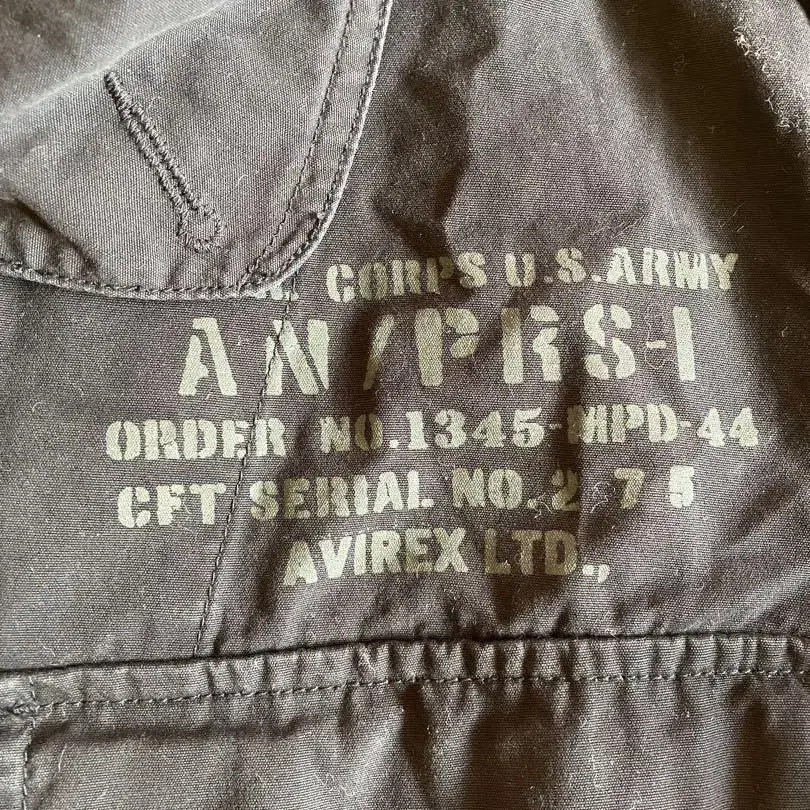 CORPS U.S. ARMY
AN/PRS-1
ORDER NO. 1345-MPD-44
CFT SERIAL NO. 2 7 5
AVIREX LTD.,